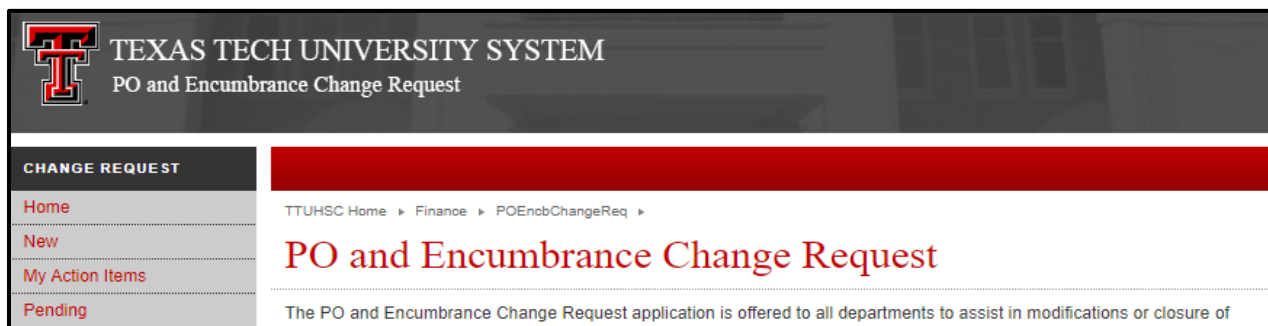 TEXAS TECH UNIVERSITY SYSTEM
PO and Encumbrance Change Request
CHANGE REQUEST
Home
New
My Action Items
Pending
TTUHSC Home ▸ Finance ▸ POEncbChangeReq ▸
PO and Encumbrance Change Request
The PO and Encumbrance Change Request application is offered to all departments to assist in modifications or closure of